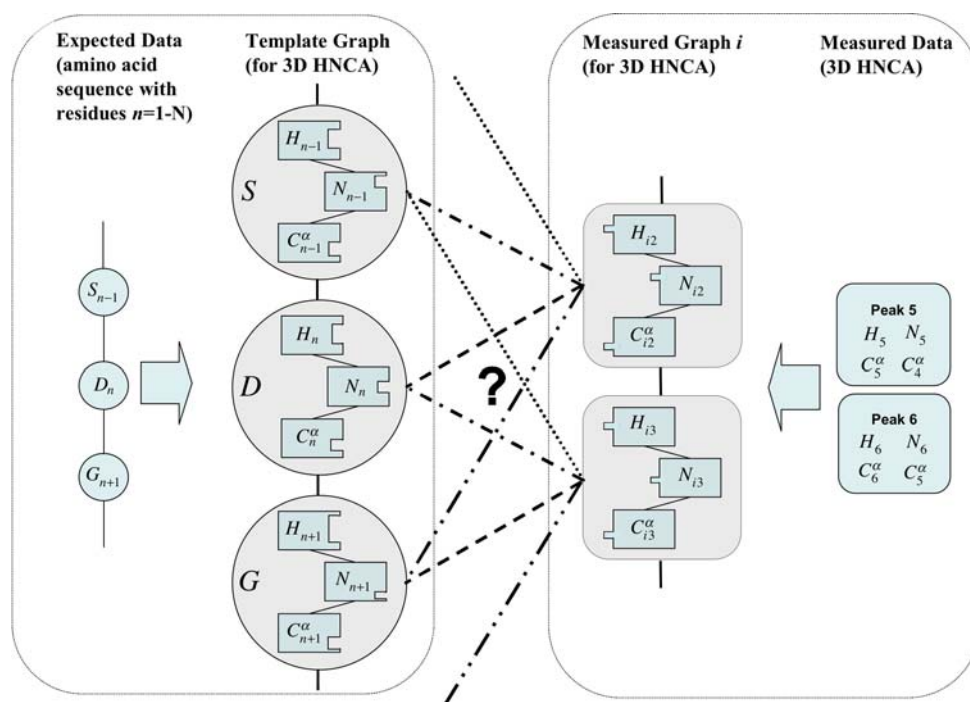 Expected Data
(amino acid
sequence with
residues n=1-N)
S_{n-1}
D_n
G_{n+1}
Template Graph
(for 3D HNCA)
H_{n-1}
S
N_{n-1}
C^α_{n-1}
H_n
D
N_n
C^α_n
H_{n+1}
G
N_{n+1}
C^α_{n+1}
?
Measured Graph i
(for 3D HNCA)
H_{i2}
N_{i2}
C^α_{i2}
H_{i3}
N_{i3}
C^α_{i3}
Measured Data
(3D HNCA)
Peak 5
H_5 N_5
C^α_5 C^α_4
Peak 6
H_6 N_6
C^α_6 C^α_5